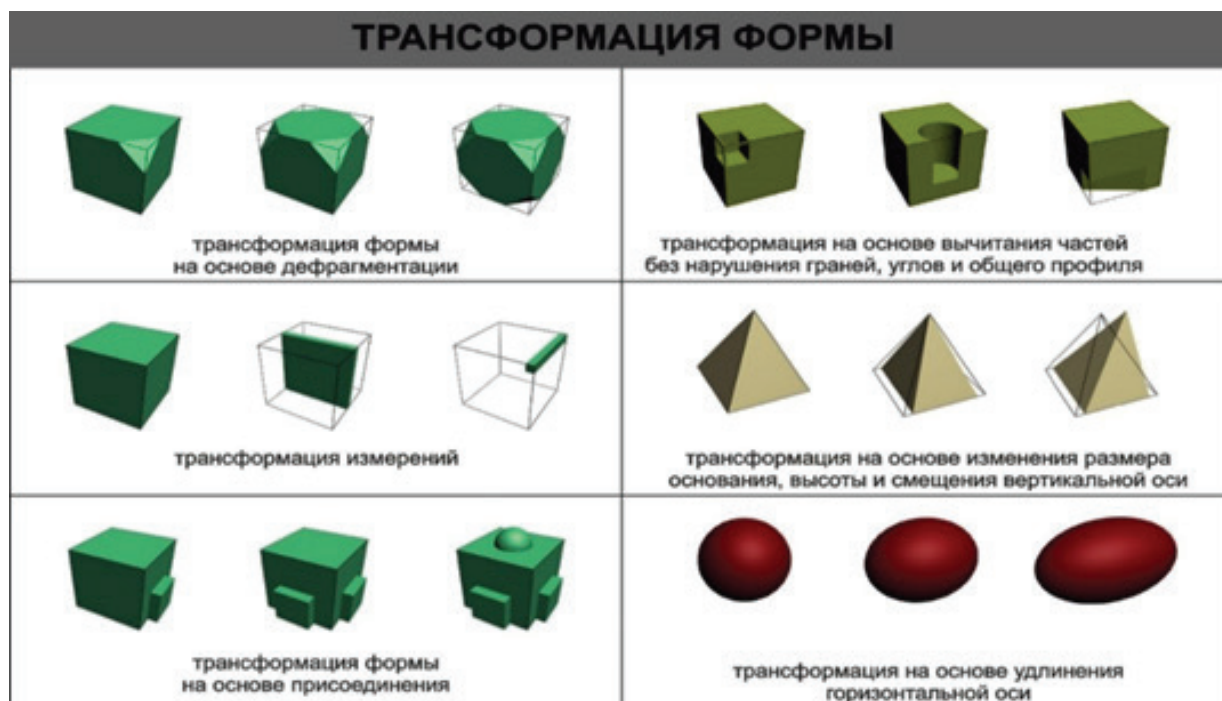 ТРАНСФОРМАЦИЯ ФОРМЫ
трансформация формы
на основе дефрагментации
трансформация на основе вычитания частей
без нарушения граней, углов и общего профиля
трансформация измерений
трансформация на основе изменения размера
основания, высоты и смещения вертикальной оси
трансформация формы
на основе присоединения
трансформация на основе удлинения
горизонтальной оси